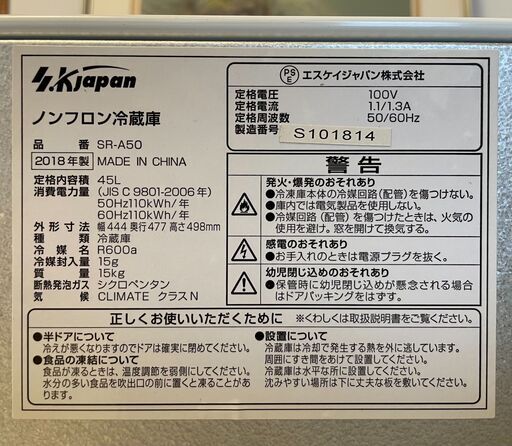 S.K japan
ノンフロン冷蔵庫
品　　番　SR-A50
2018年製 MADE IN CHINA
定格内容積　45L
消費電力量（JIS C 9801-2006年）
50Hz110kWh/年
60Hz110kWh/年
外形寸法　幅444 奥行477 高さ498mm
種　　類　冷蔵庫
冷　　媒　R600a
冷媒封入量　15g
質　　量　15kg
断熱発泡ガス　シクロペンタン
気　　候　CLIMATE クラスN
PSE エスケイジャパン株式会社
定格電圧　100V
定格電流　1.1/1.3A
定格周波数　50/60Hz
製造番号　S101814
警告
発火・爆発のおそれあり
●冷凍庫本体の冷媒回路（配管）を傷つけない。
●庫内では電気製品を使用しない。
●冷媒回路（配管）を傷つけたときは、火気の
使用を避け。窓を開けて換気する。
感電のおそれあり
●お手入れのときは電源プラグを抜く。
幼児閉じ込めのおそれあり
●保管時に幼児閉じ込めが懸念される場合
はドアパッキングをはずす。
正しくお使いいただくために　※くわしくは取扱説明書をご覧ください。
●半ドアについて
冷えが悪くなりますのでドアは確実に閉めてください。
●食品の凍結について
食品が凍るときは、温度調節を弱側にしてください。
水分の多い食品を吹出口の前に置くと凍ることがあり
ます。
●設置について
冷蔵庫は冷却で発生する熱を外に逃します。
周囲にすき間をあけて設置してください。
冷蔵庫は水平な所に設置してください。
沈みやすい場所は下に丈夫な板を敷いてください。